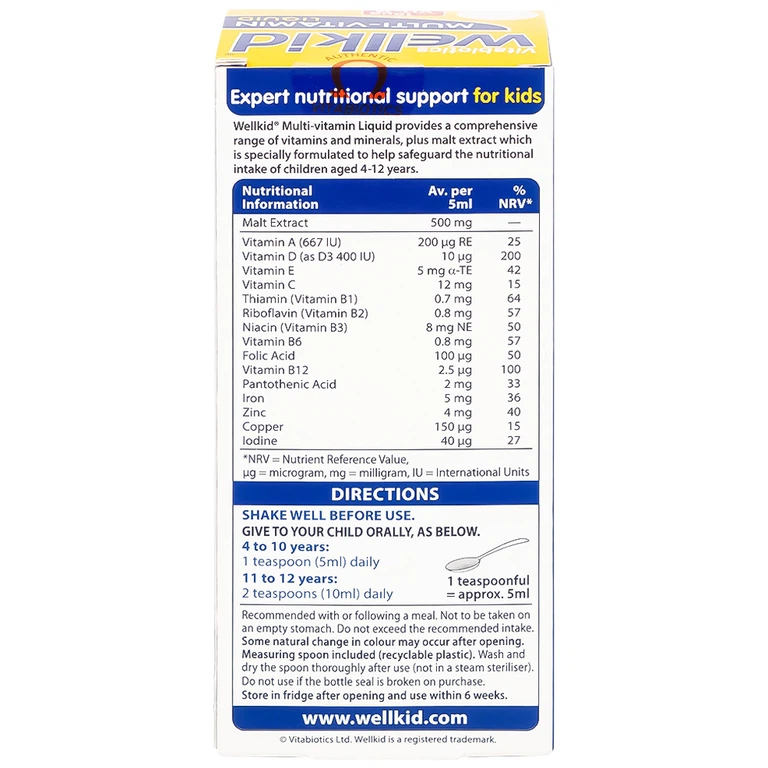 MULTI-VITAMIN
LIQUID
wellkid
Vitabiotics
AUTHENTIC
Expert nutritional support for kids
Wellkid® Multi-vitamin Liquid provides a comprehensive
range of vitamins and minerals, plus malt extract which
is specially formulated to help safeguard the nutritional
intake of children aged 4-12 years.
Nutritional Information Av. per 5ml % NRV*
Malt Extract 500 mg —
Vitamin A (667 IU) 200 µg RE 25
Vitamin D (as D3 400 IU) 10 µg 200
Vitamin E 5 mg α-TE 42
Vitamin C 12 mg 15
Thiamin (Vitamin B1) 0.7 mg 64
Riboflavin (Vitamin B2) 0.8 mg 57
Niacin (Vitamin B3) 8 mg NE 50
Vitamin B6 0.8 mg 57
Folic Acid 100 µg 50
Vitamin B12 2.5 µg 100
Pantothenic Acid 2 mg 33
Iron 5 mg 36
Zinc 4 mg 40
Copper 150 µg 15
Iodine 40 µg 27
*NRV = Nutrient Reference Value,
µg = microgram, mg = milligram, IU = International Units
DIRECTIONS
SHAKE WELL BEFORE USE.
GIVE TO YOUR CHILD ORALLY, AS BELOW.
4 to 10 years:
1 teaspoon (5ml) daily
11 to 12 years:
2 teaspoons (10ml) daily
1 teaspoonful
= approx. 5ml
Recommended with or following a meal. Not to be taken on
an empty stomach. Do not exceed the recommended intake.
Some natural change in colour may occur after opening.
Measuring spoon included (recyclable plastic). Wash and
dry the spoon thoroughly after use (not in a steam steriliser).
Do not use if the bottle seal is broken on purchase.
Store in fridge after opening and use within 6 weeks.
www.wellkid.com
© Vitabiotics Ltd. Wellkid is a registered trademark.